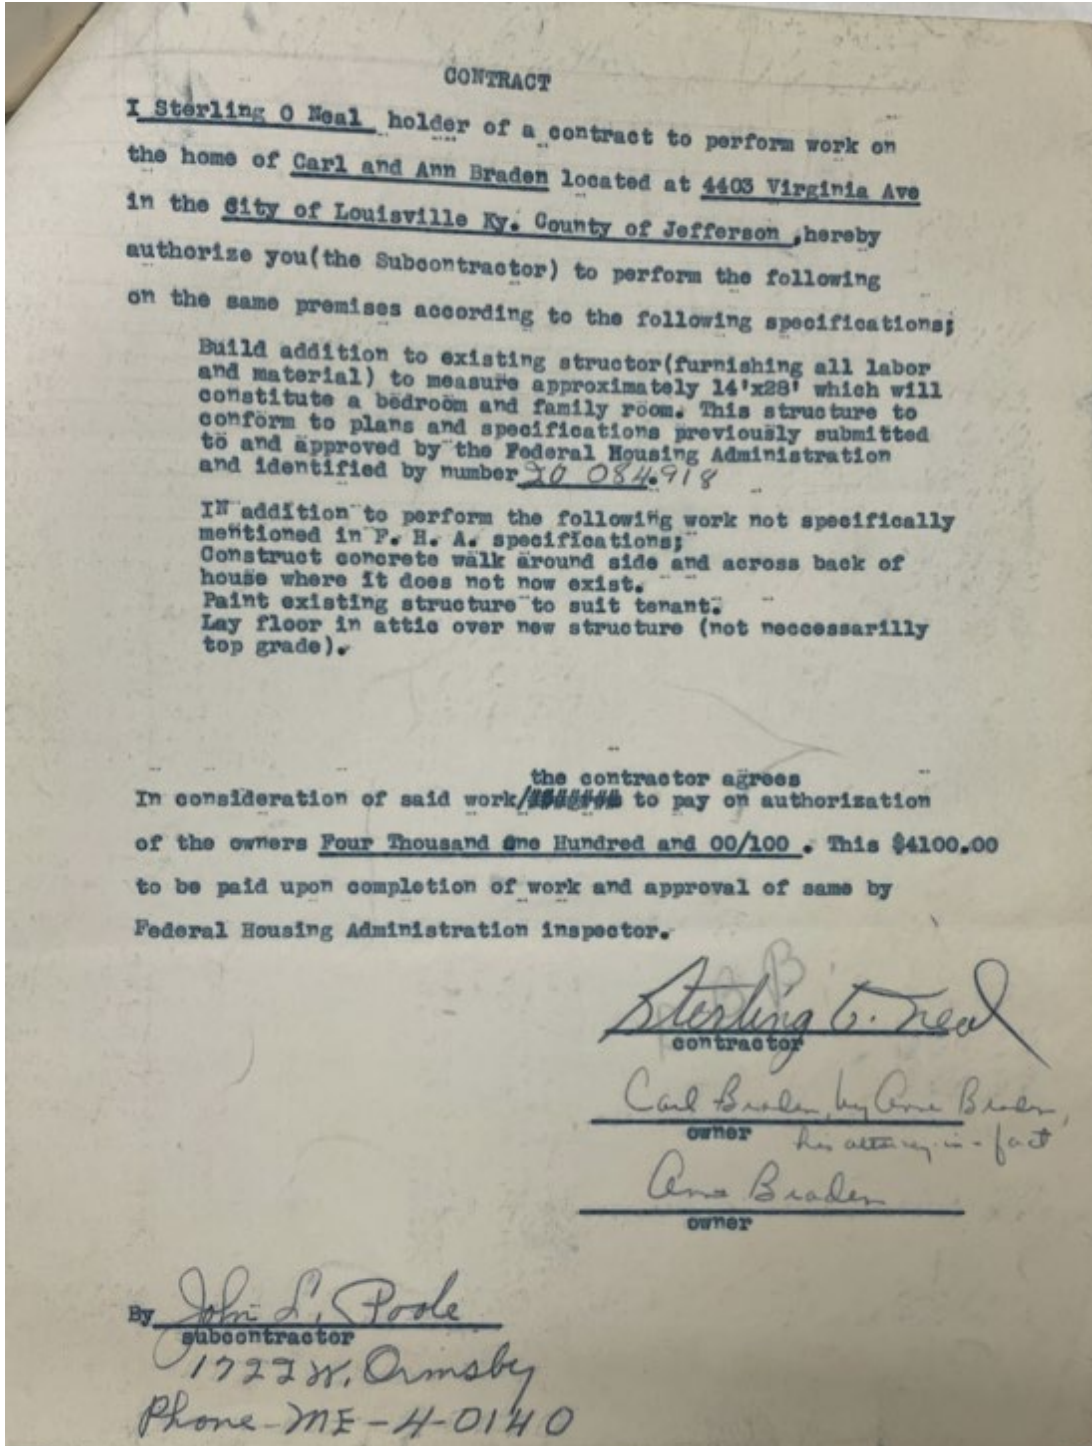 CONTRACT
I Sterling O Neal holder of a contract to perform work on
the home of Carl and Ann Braden located at 4403 Virginia Ave
in the City of Louisville Ky. County of Jefferson ,hereby
authorize you(the Subcontractor) to perform the following
on the same premises according to the following specifications;
Build addition to existing structor(furnishing all labor
and material) to measure approximately 14'x28' which will
constitute a bedroom and family room. This structure to
conform to plans and specifications previously submitted
to and approved by the Federal Housing Administration
and identified by number 20 084.918
IN addition to perform the following work not specifically
mentioned in F. H. A. specifications;
Construct concrete walk around side and across back of
house where it does not now exist.
Paint existing structure to suit tenant.
Lay floor in attic over new structure (not neccessarilly
top grade).
the contractor agrees
In consideration of said work/ to pay on authorization
of the owners Four Thousand One Hundred and 00/100 . This $4100.00
to be paid upon completion of work and approval of same by
Federal Housing Administration inspector.
Sterling O. Neal
contractor
Carl Braden, by Anne Braden,
owner his attorney-in-fact
Anne Braden
owner
By John L. Poole
subcontractor
1722 W. Ormsby
Phone-ME-4-0140